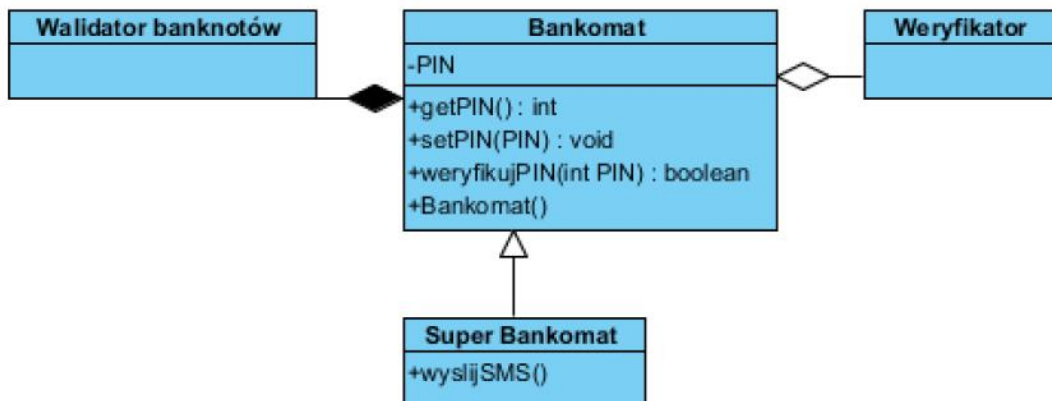 Walidator banknotów
Bankomat
-PIN
+getPIN() : int
+setPIN(PIN) : void
+weryfikujPIN(int PIN) : boolean
+Bankomat()
Weryfikator
Super Bankomat
+wyslijSMS()